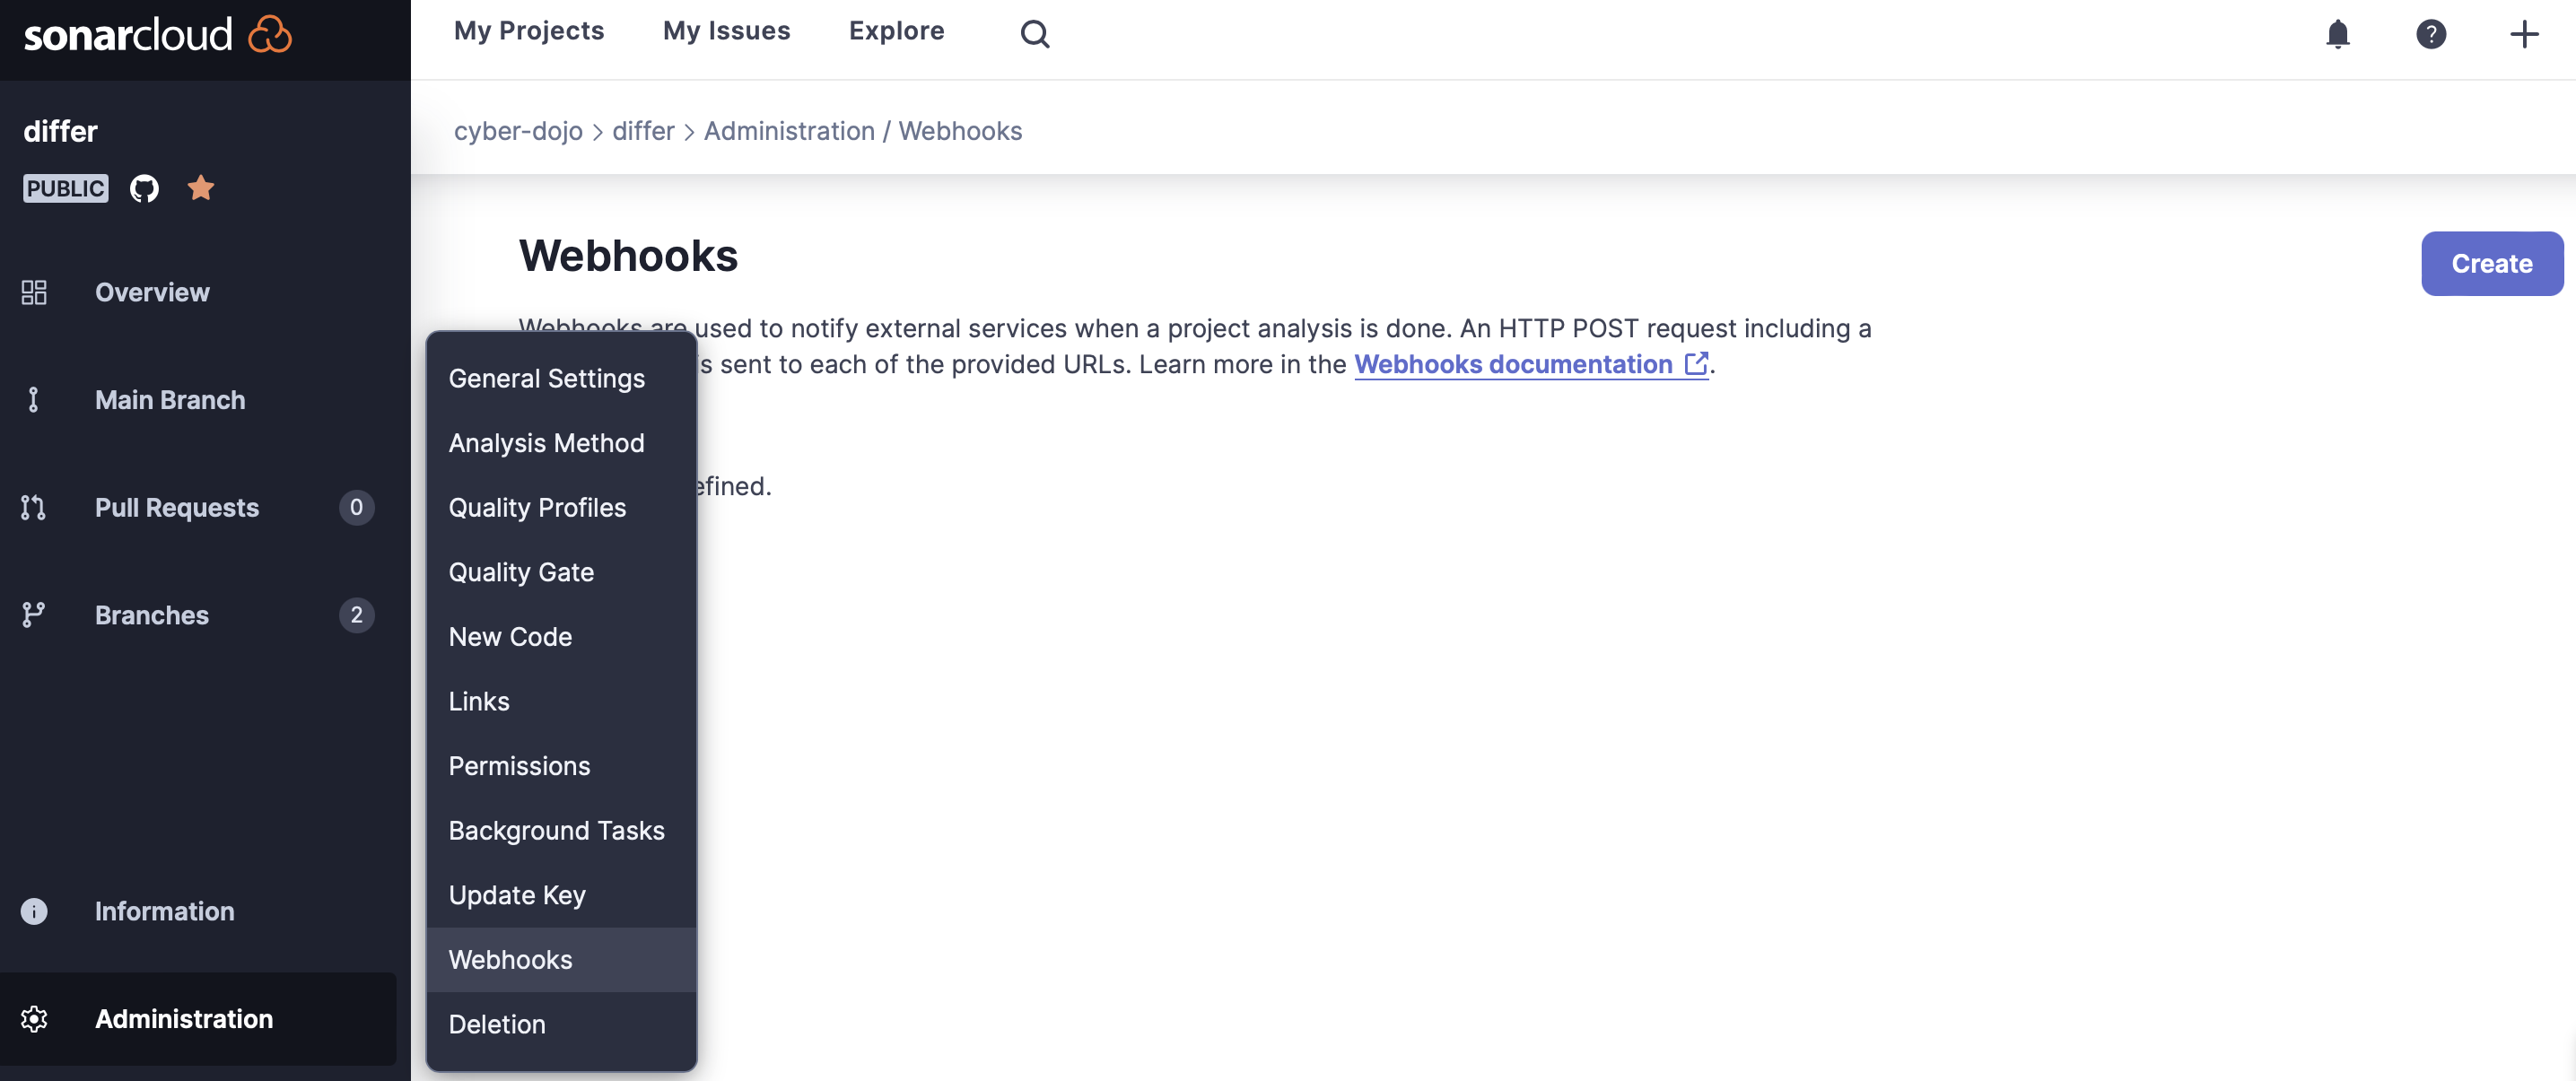 sonarcloud
My Projects My Issues Explore
differ
PUBLIC
cyber-dojo > differ > Administration / Webhooks
Overview
Main Branch
Pull Requests 0
Branches 2
Information
Administration
Webhooks
Create
Webhooks are used to notify external services when a project analysis is done. An HTTP POST request including a
sent to each of the provided URLs. Learn more in the Webhooks documentation.
General Settings
Analysis Method
Quality Profiles
Quality Gate
New Code
Links
Permissions
Background Tasks
Update Key
Webhooks
Deletion